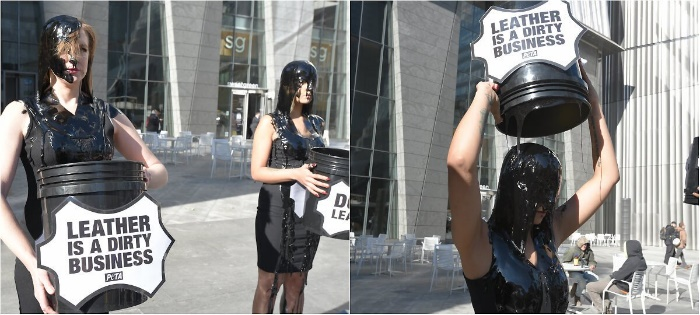 LEATHER
IS A DIRTY
BUSINESS
PETA
sg
sg
LEATHER
IS A DIRTY
BUSINESS
PETA